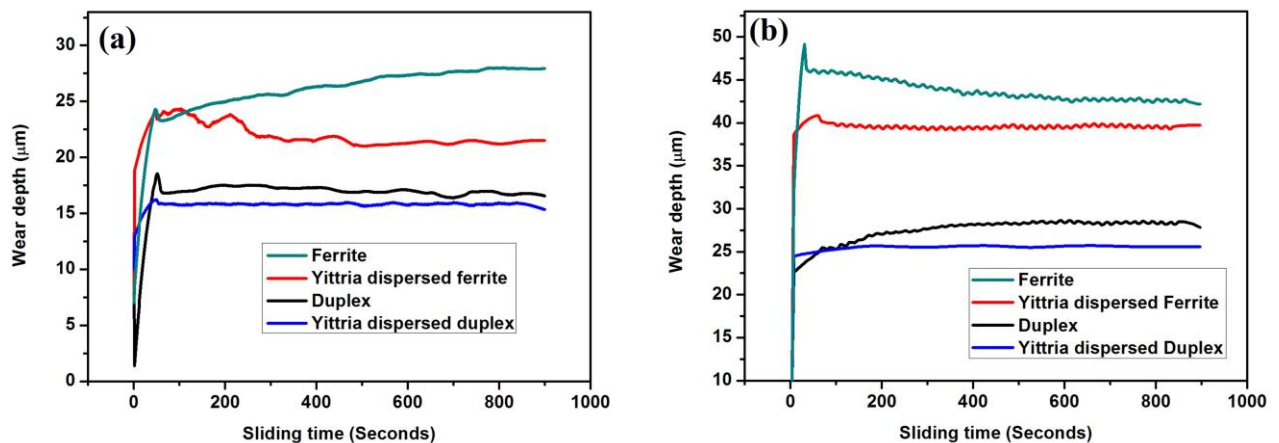 (a)
30
25
20
15
10
5
0
Wear depth (µm)
Ferrite
Yittria dispersed ferrite
Duplex
Yittria dispersed duplex
0 200 400 600 800 1000
Sliding time (Seconds)
(b)
50
45
40
35
30
25
20
15
10
Wear depth (µm)
Ferrite
Yittria dispersed Ferrite
Duplex
Yittria dispersed Duplex
0 200 400 600 800 1000
Sliding time (Seconds)